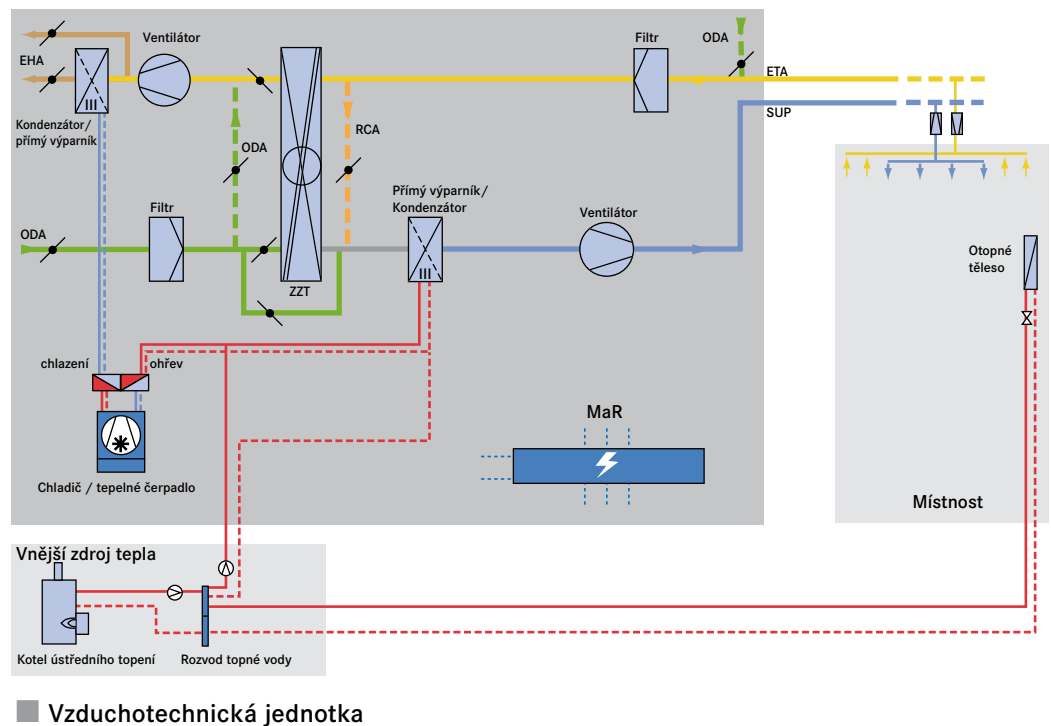 Ventilátor
Filtr
ODA
EHA
ETA
SUP
Kondenzátor/
přímý výparník
RCA
ODA
Přímý výparník/
Kondenzátor
Filtr
Ventilátor
ODA
ZZT
Otopné
těleso
chlazení
ohřev
MaR
Chladič / tepelné čerpadlo
Místnost
Vnější zdroj tepla
Kotel ústředního topení
Rozvod topné vody
Vzduchotechnická jednotka